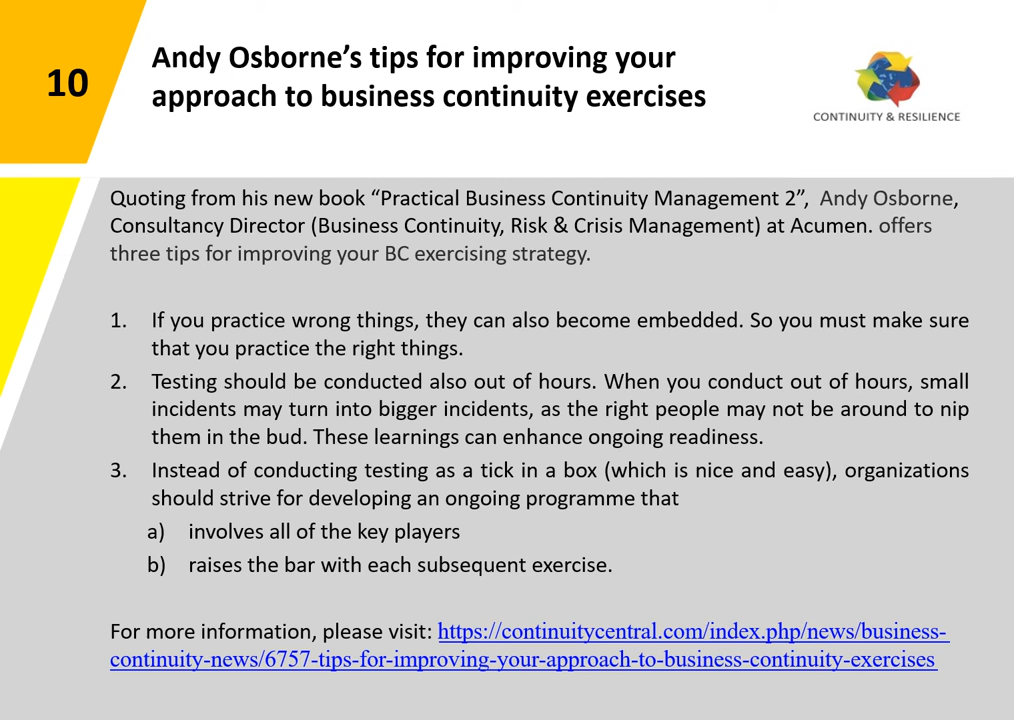 10
Andy Osborne’s tips for improving your
approach to business continuity exercises
CONTINUITY & RESILIENCE
Quoting from his new book “Practical Business Continuity Management 2”, Andy Osborne,
Consultancy Director (Business Continuity, Risk & Crisis Management) at Acumen. offers
three tips for improving your BC exercising strategy.
1. If you practice wrong things, they can also become embedded. So you must make sure
that you practice the right things.
2. Testing should be conducted also out of hours. When you conduct out of hours, small
incidents may turn into bigger incidents, as the right people may not be around to nip
them in the bud. These learnings can enhance ongoing readiness.
3. Instead of conducting testing as a tick in a box (which is nice and easy), organizations
should strive for developing an ongoing programme that
a) involves all of the key players
b) raises the bar with each subsequent exercise.
For more information, please visit: https://continuitycentral.com/index.php/news/business-
continuity-news/6757-tips-for-improving-your-approach-to-business-continuity-exercises